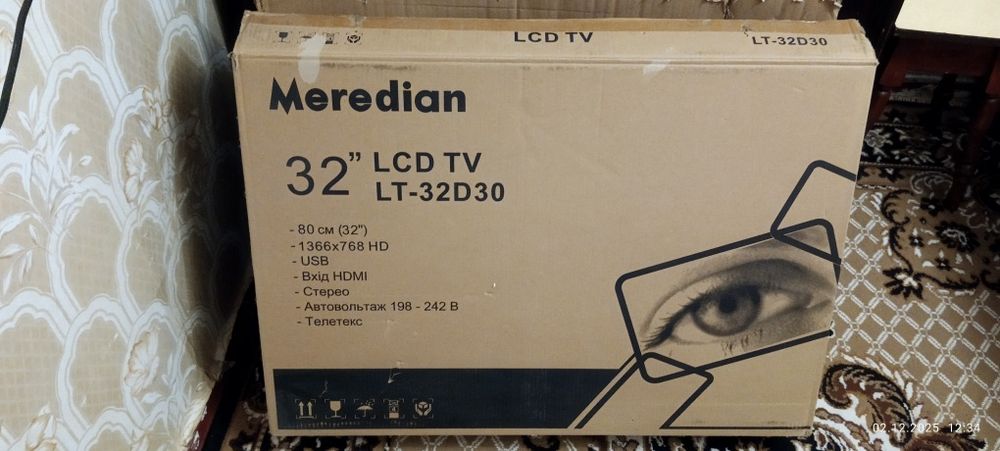 LCD TV
LT-32D30
Meredian
32” LCD TV
LT-32D30
- 80 см (32")
- 1366x768 HD
- USB
- Вхід HDMI
- Стерео
- Автовольтаж 198 - 242 В
- Телетекс
02.12.2025 12:34